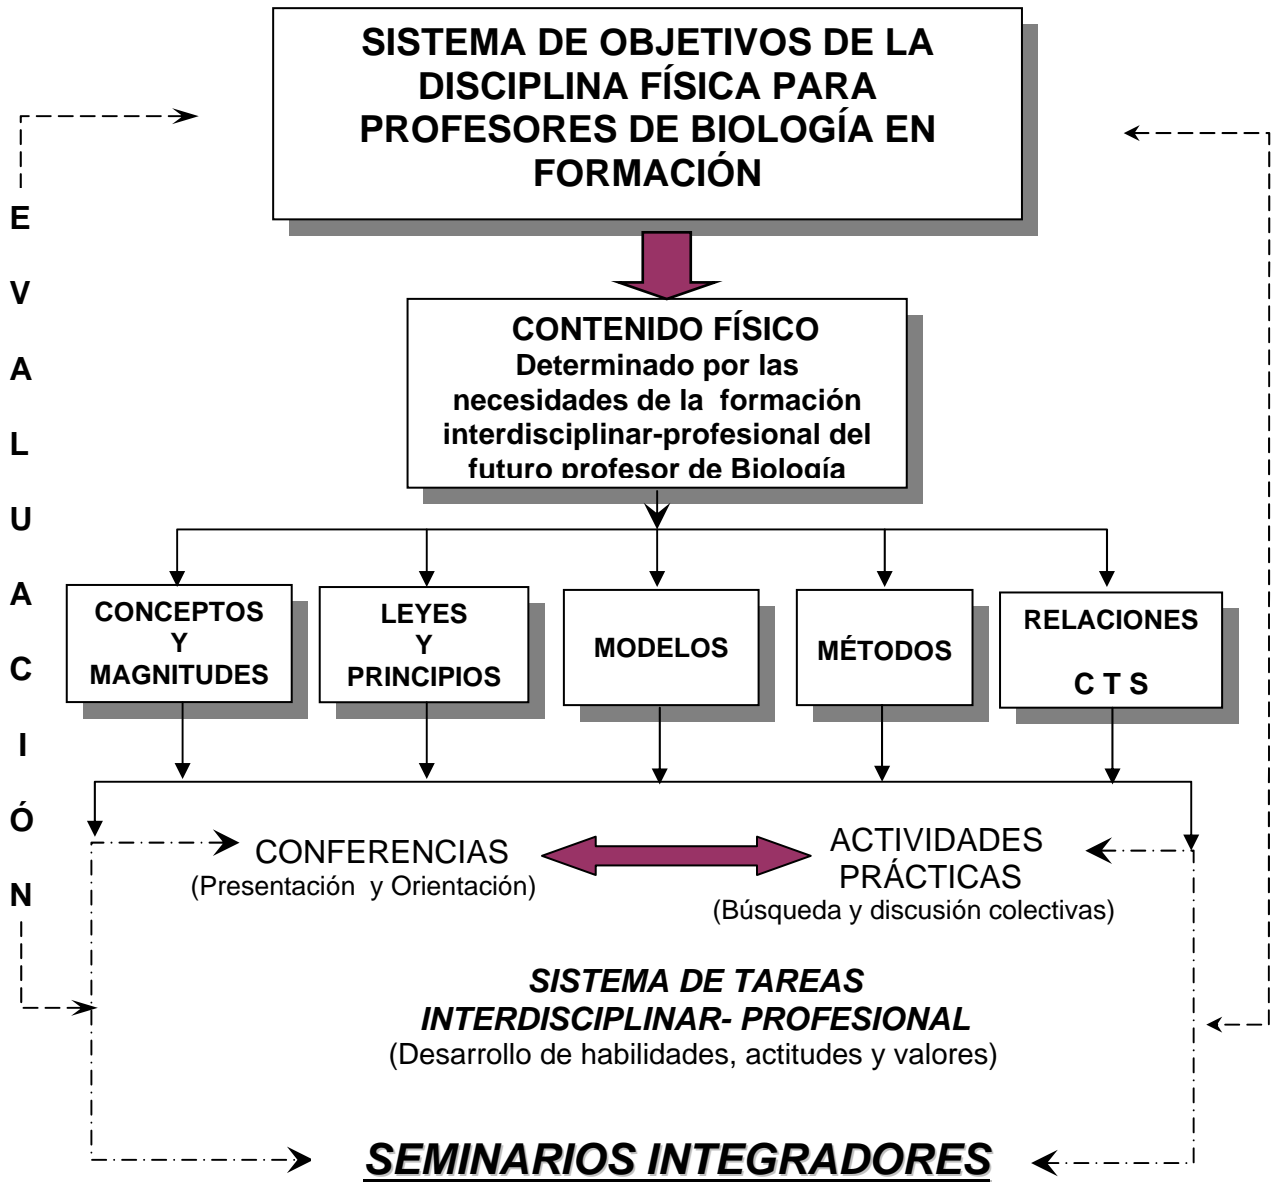 SISTEMA DE OBJETIVOS DE LA
DISCIPLINA FÍSICA PARA
PROFESORES DE BIOLOGÍA EN
FORMACIÓN
E
V
A
L
U
A
C
I
Ó
N
CONTENIDO FÍSICO
Determinado por las
necesidades de la formación
interdisciplinar-profesional del
futuro profesor de Biología
CONCEPTOS
Y
MAGNITUDES
LEYES
Y
PRINCIPIOS
MODELOS
MÉTODOS
RELACIONES
C T S
CONFERENCIAS
(Presentación y Orientación)
ACTIVIDADES
PRÁCTICAS
(Búsqueda y discusión colectivas)
SISTEMA DE TAREAS
INTERDISCIPLINAR- PROFESIONAL
(Desarrollo de habilidades, actitudes y valores)
SEMINARIOS INTEGRADORES